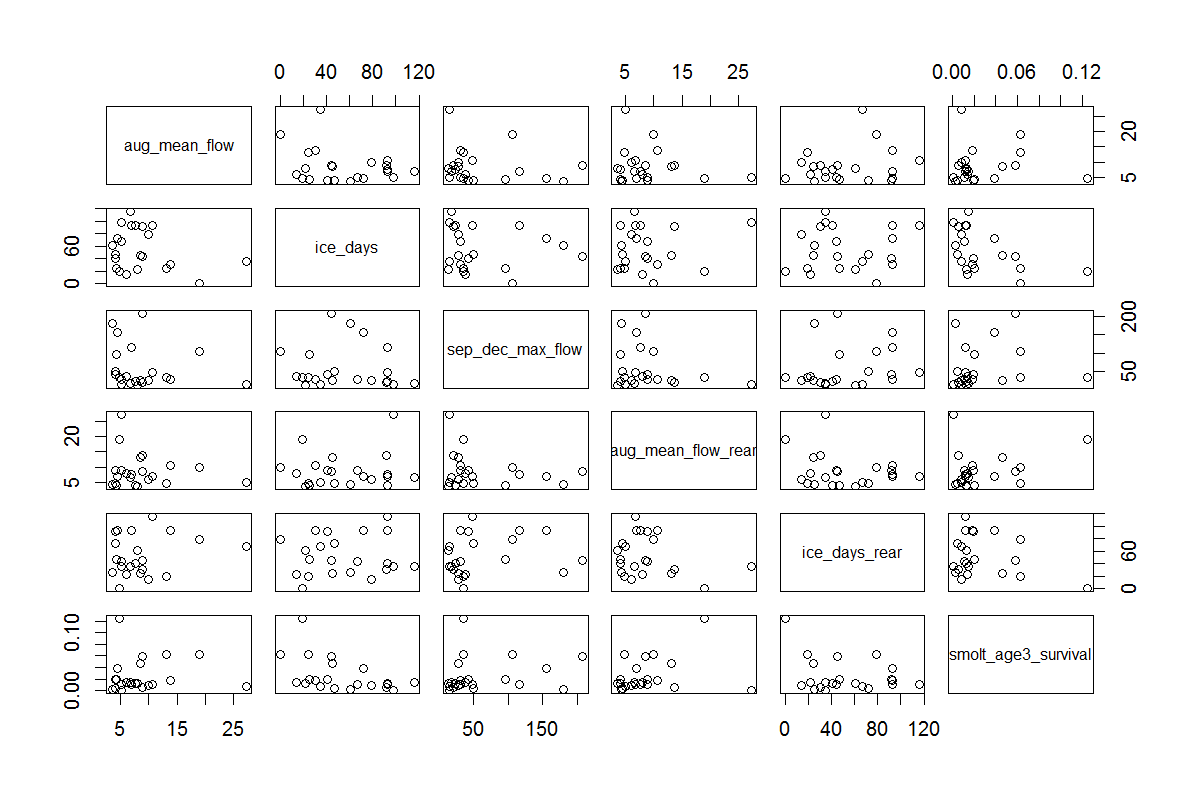 0 40 80 120 5 15 25 0.00 0.06 0.12
aug_mean_flow 5 20
0 60 ice_days
sep_dec_max_flow 50 200
5 20 aug_mean_flow_rear
ice_days_rear 0 60
0.00 0.10 smolt_age3_survival
5 15 25 50 150 0 40 80 120